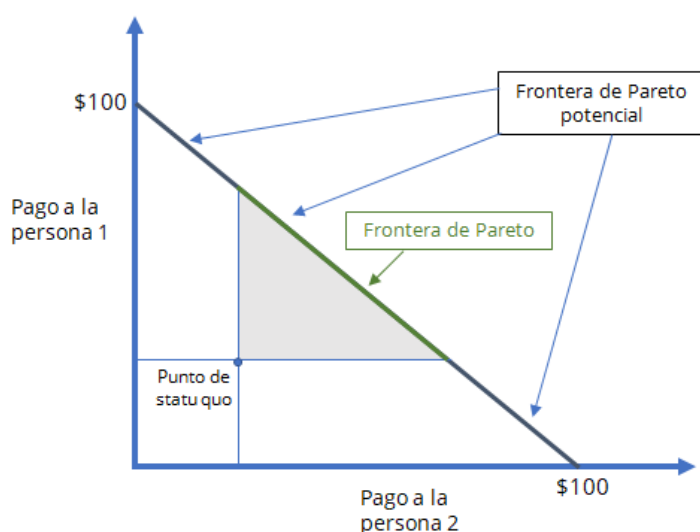 Frontera de Pareto
potencial
$100
Pago a la
persona 1
Frontera de Pareto
Punto de
statu quo
$100
Pago a la
persona 2